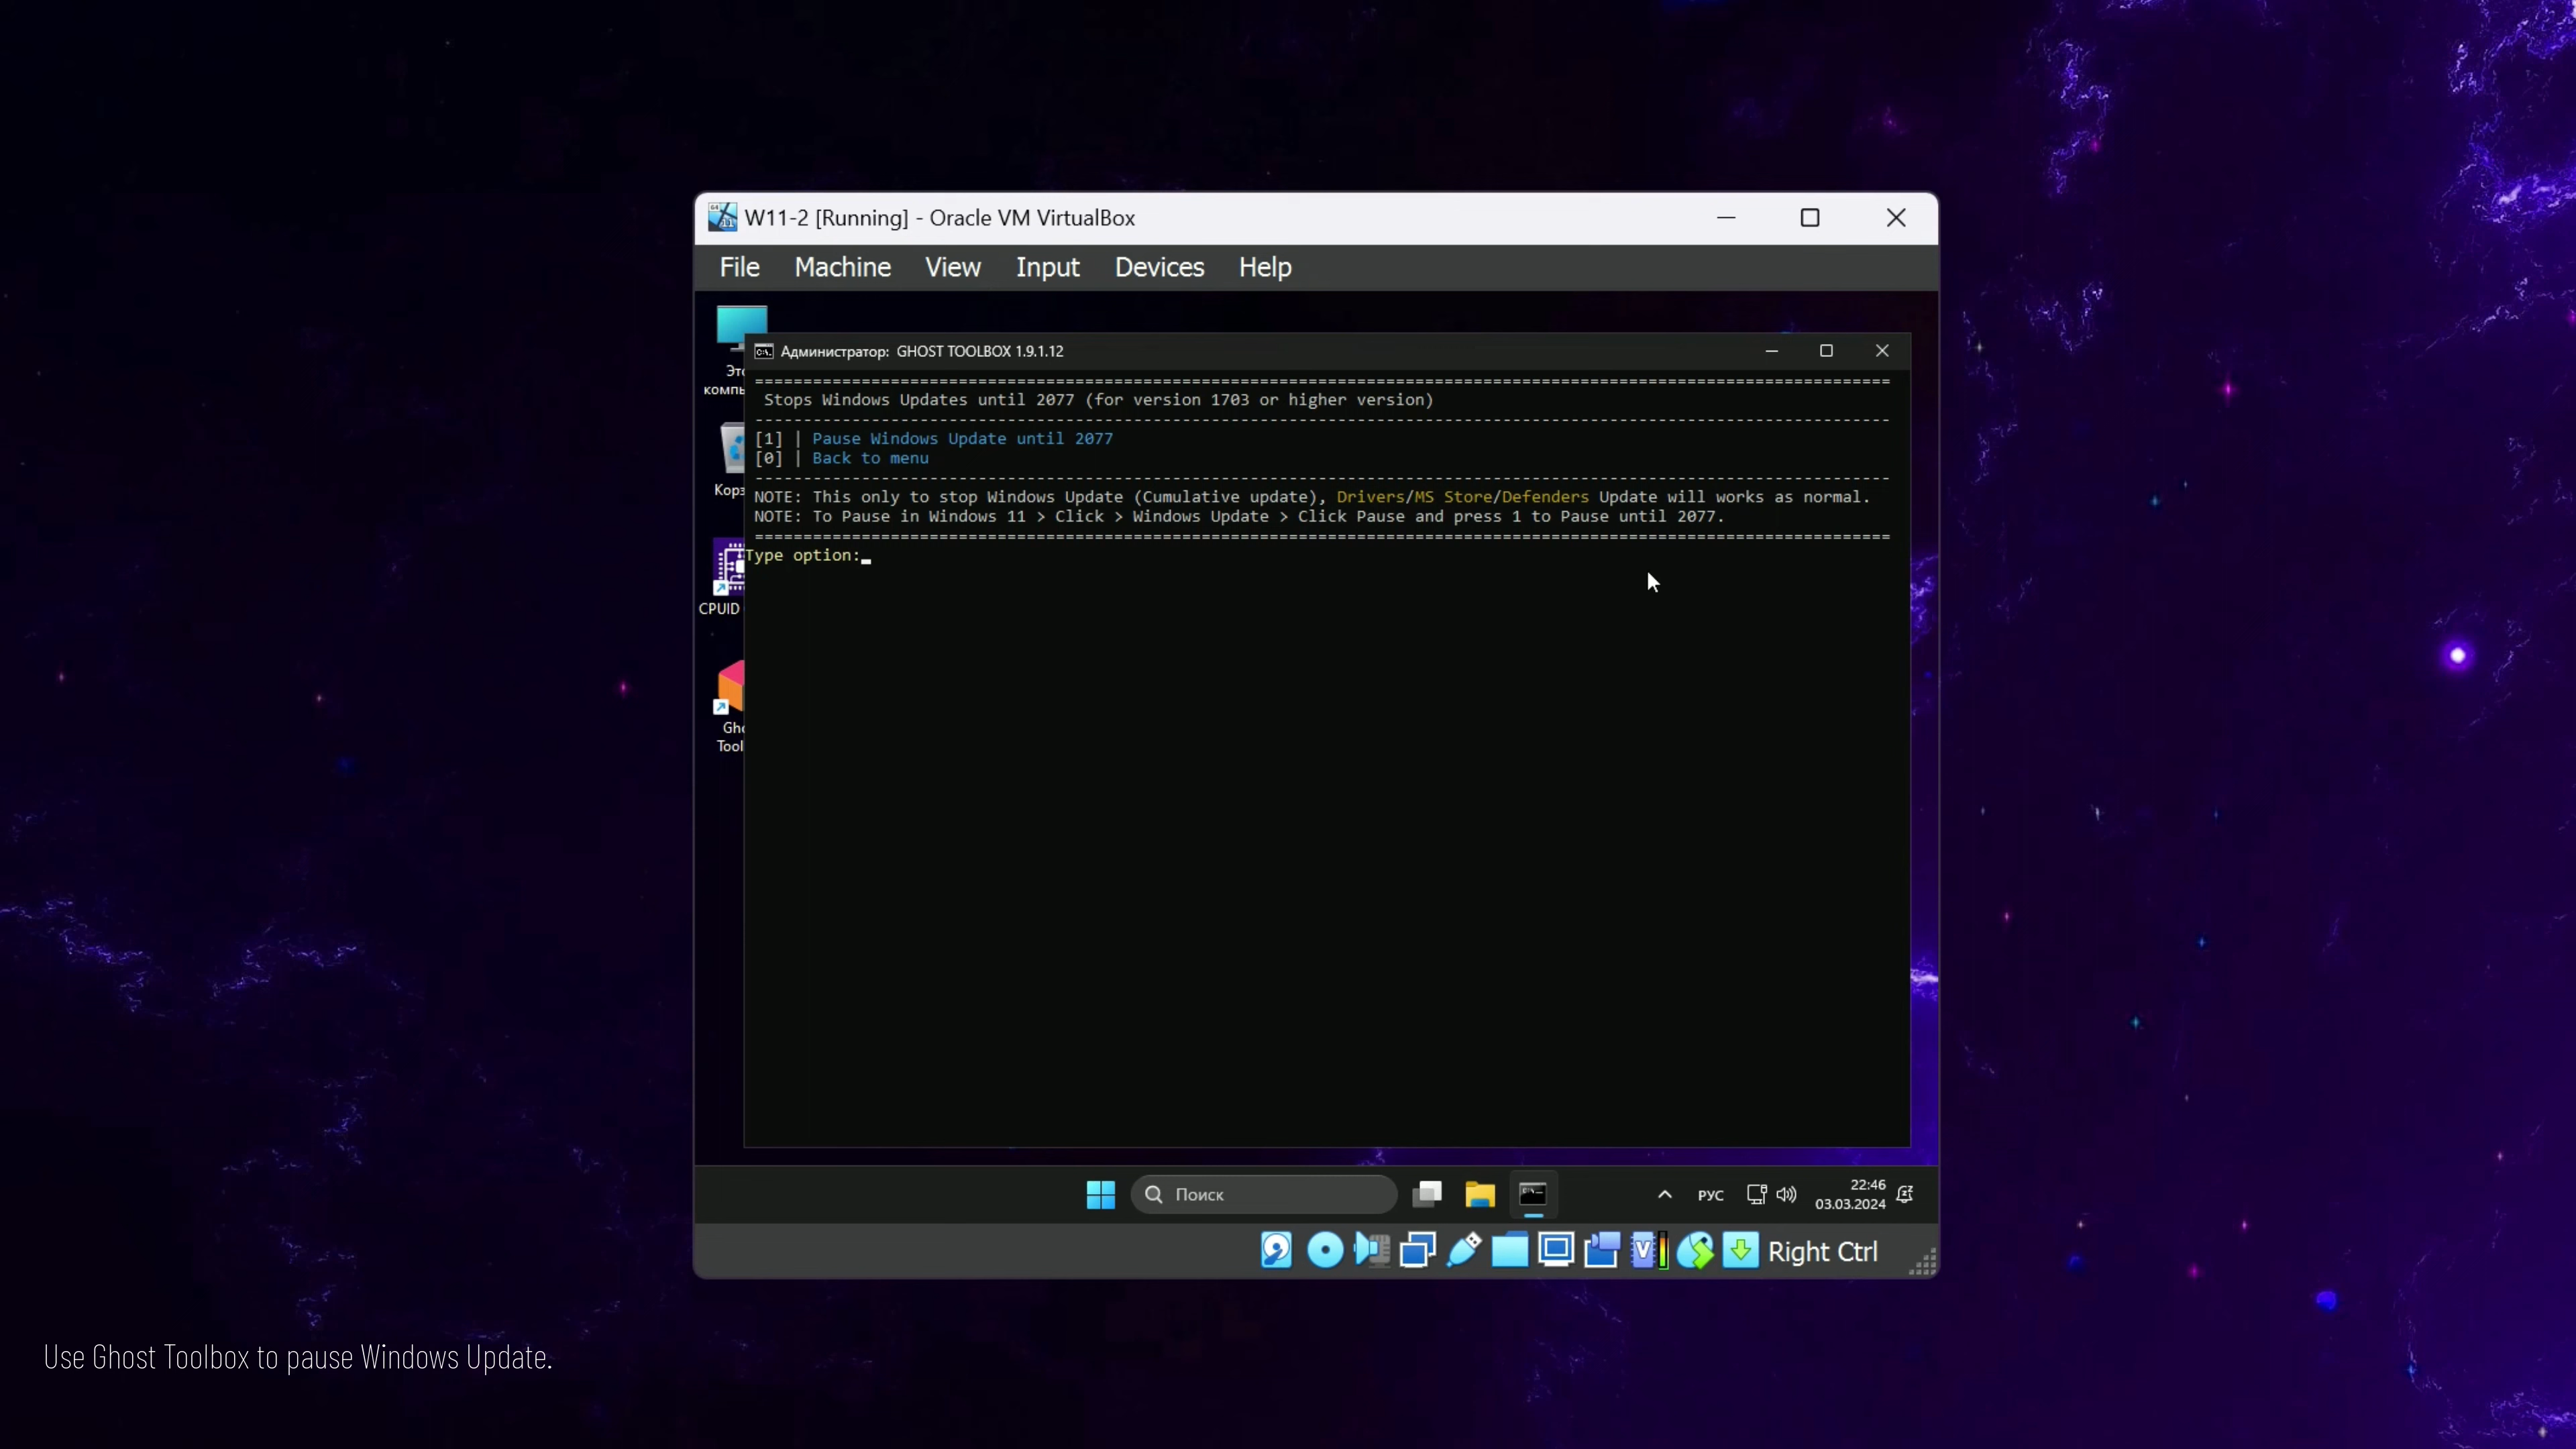 W11-2 [Running] - Oracle VM VirtualBox
File Machine View Input Devices Help
Администратор: GHOST TOOLBOX 1.9.1.12
Stops Windows Updates until 2077 (for version 1703 or higher version)
[1] | Pause Windows Update until 2077
[0] | Back to menu
NOTE: This only to stop Windows Update (Cumulative update), Drivers/MS Store/Defenders Update will works as normal.
NOTE: To Pause in Windows 11 > Click > Windows Update > Click Pause and press 1 to Pause until 2077.
Type option:
CPUID
Поиск
РУС
22:46
03.03.2024
Right Ctrl
Use Ghost Toolbox to pause Windows Update.